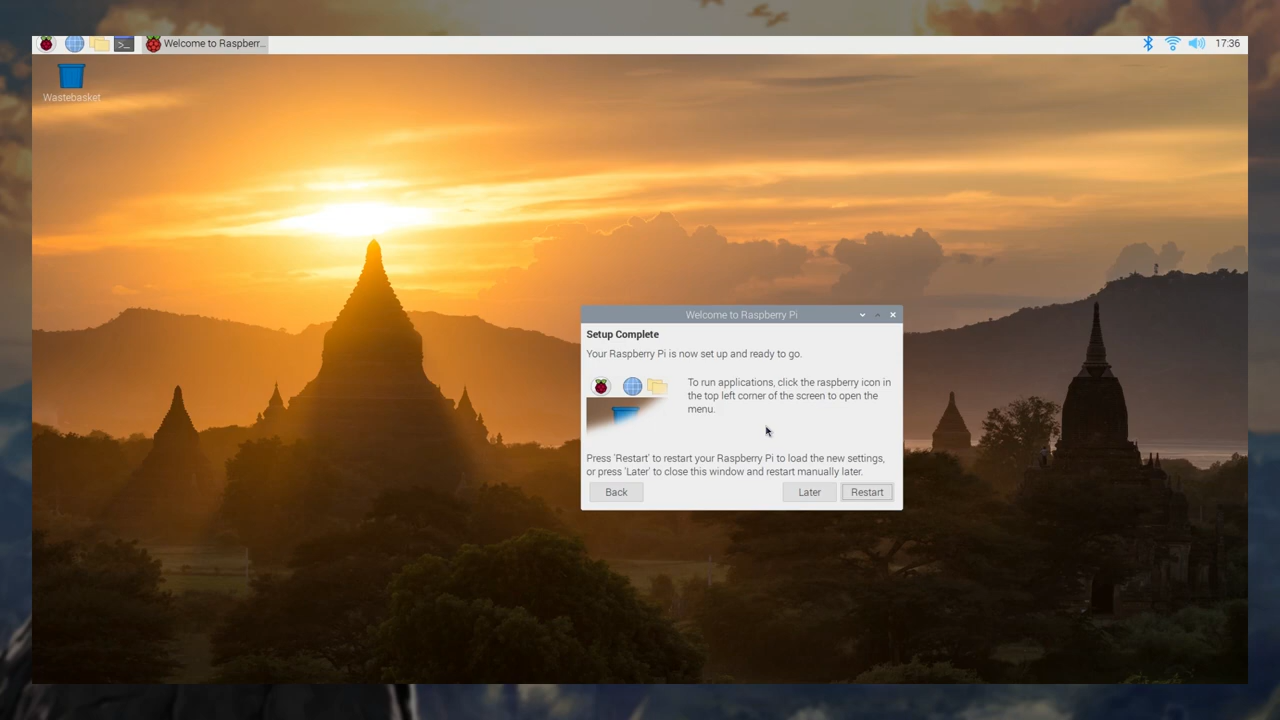 Welcome to Raspberr...
17:36
Wastebasket
Welcome to Raspberry Pi
Setup Complete
Your Raspberry Pi is now set up and ready to go.
To run applications, click the raspberry icon in
the top left corner of the screen to open the
menu.
Press 'Restart' to restart your Raspberry Pi to load the new settings,
or press 'Later' to close this window and restart manually later.
Back
Later
Restart